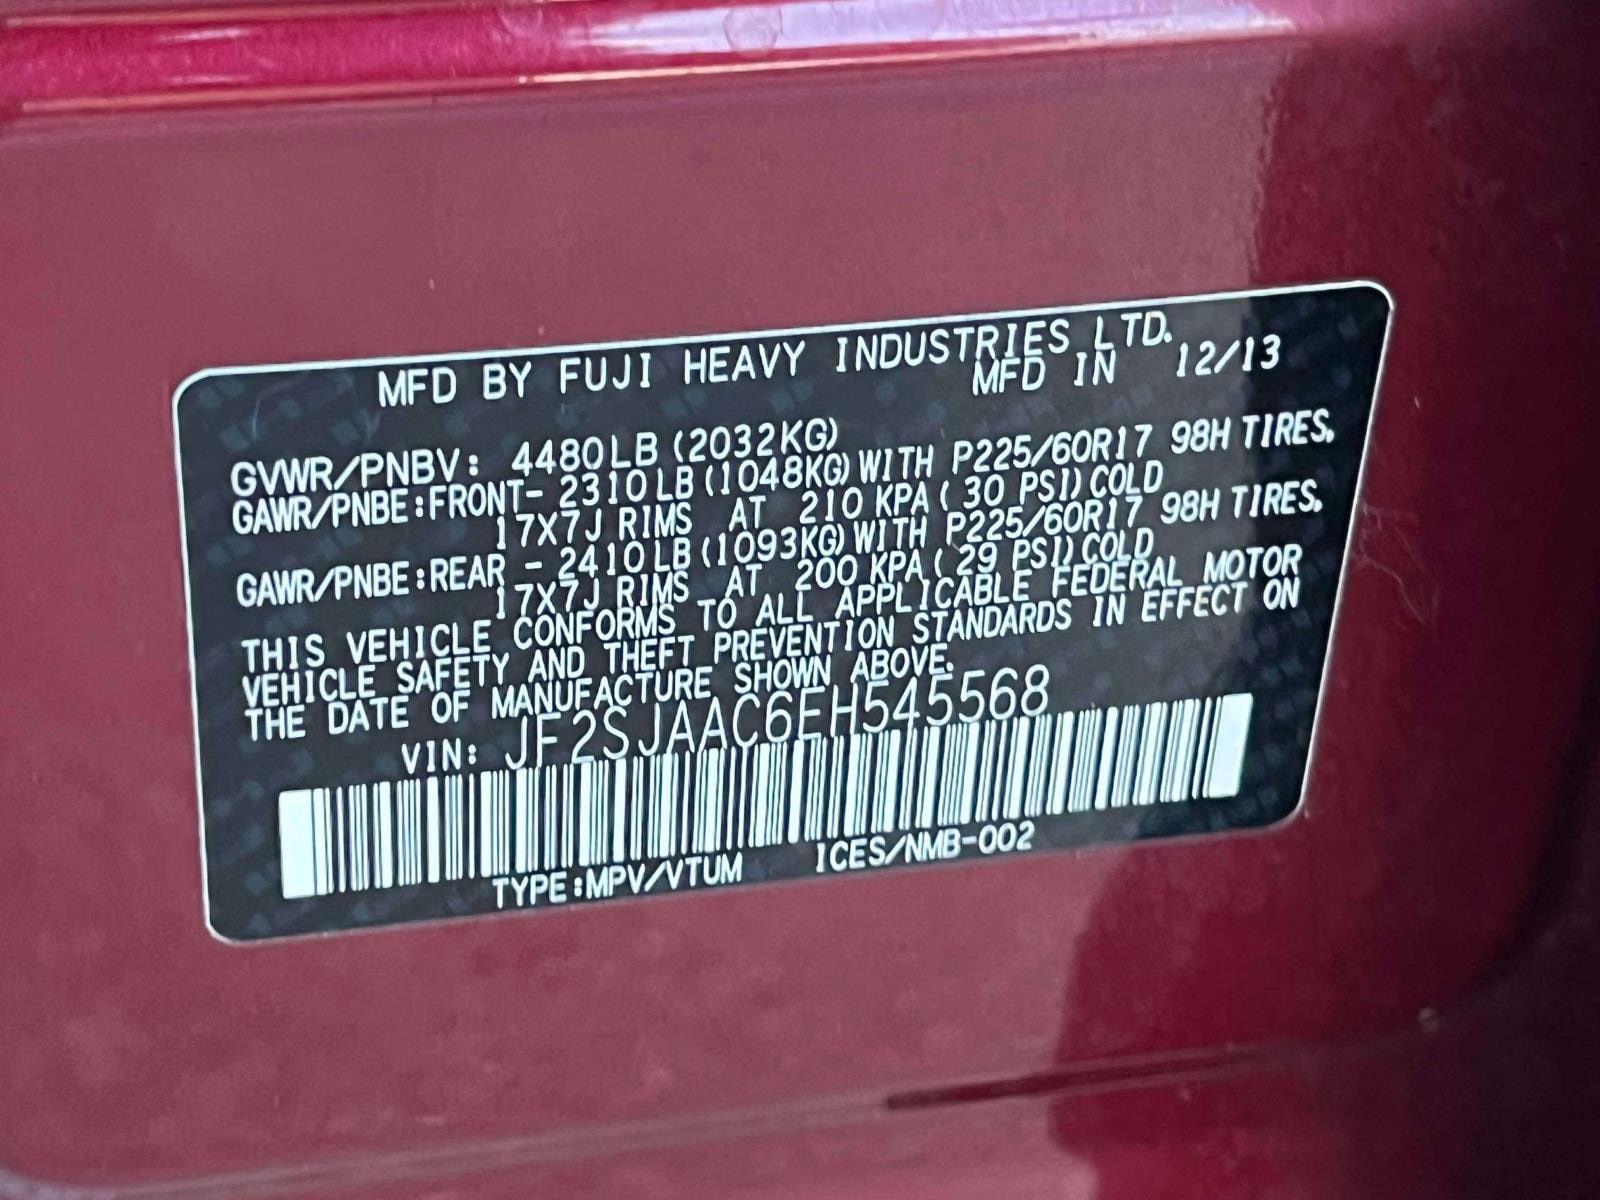 MFD BY FUJI HEAVY INDUSTRIES LTD.
MFD IN 12/13
GVWR/PNBV: 4480LB (2032KG)
GAWR/PNBE:FRONT- 2310LB (1048KG) WITH P225/60R17 98H TIRES.
17X7J RIMS AT 210 KPA ( 30 PSI) COLD
GAWR/PNBE:REAR - 2410LB (1093KG) WITH P225/60R17 98H TIRES.
17X7J RIMS AT 200 KPA ( 29 PSI) COLD
THIS VEHICLE CONFORMS TO ALL APPLICABLE FEDERAL MOTOR
VEHICLE SAFETY AND THEFT PREVENTION STANDARDS IN EFFECT ON
THE DATE OF MANUFACTURE SHOWN ABOVE.
VIN: JF2SJAAC6EH545568
TYPE:MPV/VTUM ICES/NMB-002